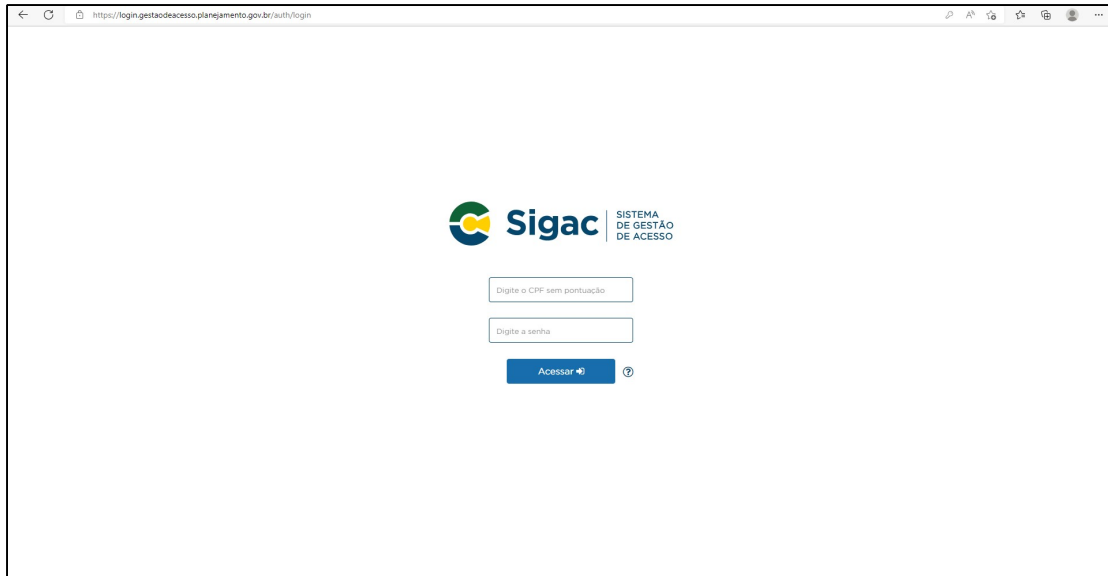 https://login.gestaodeacesso.planejamento.gov.br/auth/login
Sigac
SISTEMA
DE GESTÃO
DE ACESSO
Digite o CPF sem pontuação
Digite a senha
Acessar